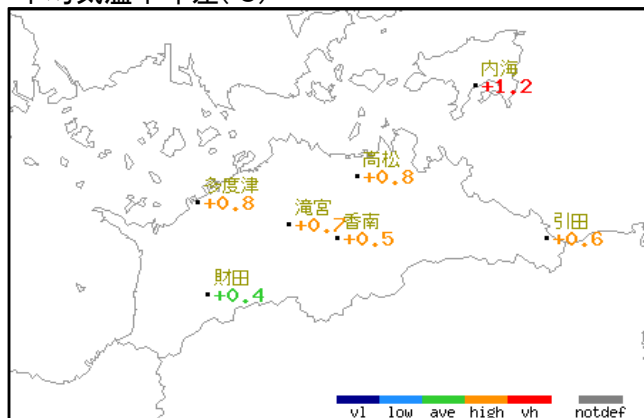 内海
+1.2
高松
+0.8
多度津
+0.8
滝宮
+0.7
香南
+0.5
引田
+0.6
財田
+0.4
vl low ave high vh notdef